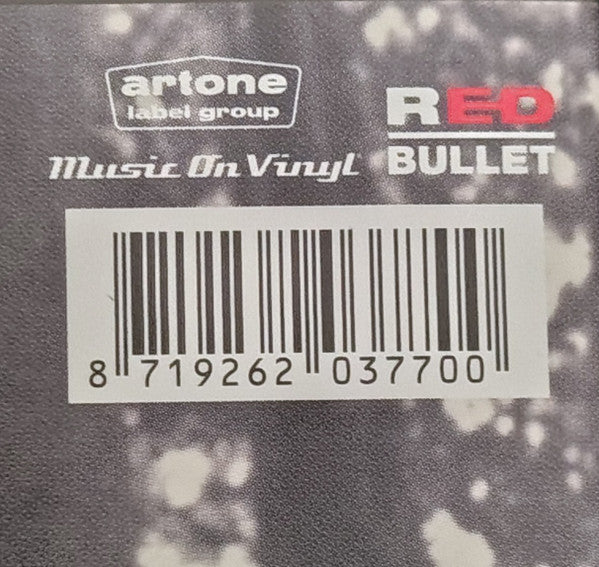 artone
label group
Music On Vinyl
RED
BULLET
8 719262 037700